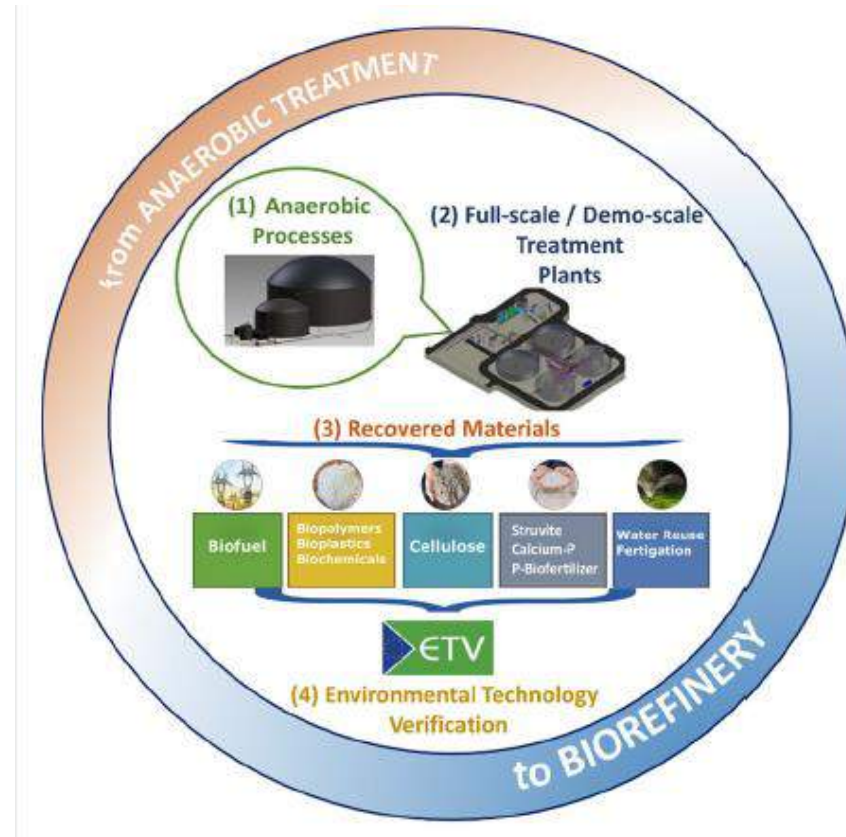 from ANAEROBIC TREATMENT
(1) Anaerobic
Processes
(2) Full-scale / Demo-scale
Treatment
Plants
(3) Recovered Materials
Biofuel
Biopolymers
Bioplastics
Biochemicals
Cellulose
Struvite
Calcium-P
P-Biofertilizer
Water Reuse
Fertigation
ETV
(4) Environmental Technology
Verification
to BIOREFINERY